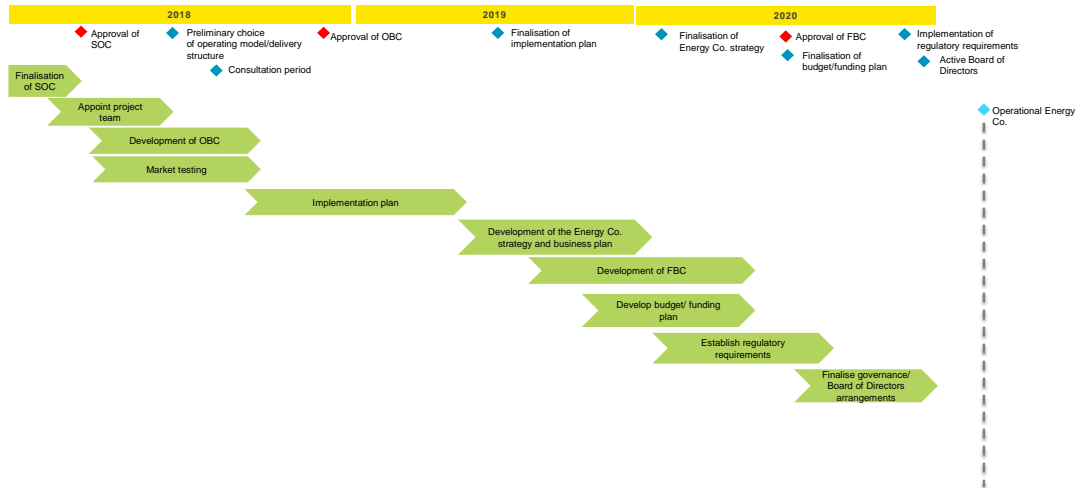 2018
2019
2020
Approval of
SOC
Preliminary choice
of operating model/delivery
structure
Consultation period
Approval of OBC
Finalisation of
implementation plan
Finalisation of
Energy Co. strategy
Approval of FBC
Finalisation of
budget/funding plan
Implementation of
regulatory requirements
Active Board of
Directors
Finalisation
of SOC
Appoint project
team
Operational Energy
Co.
Development of OBC
Market testing
Implementation plan
Development of the Energy Co.
strategy and business plan
Development of FBC
Develop budget/ funding
plan
Establish regulatory
requirements
Finalise governance/
Board of Directors
arrangements